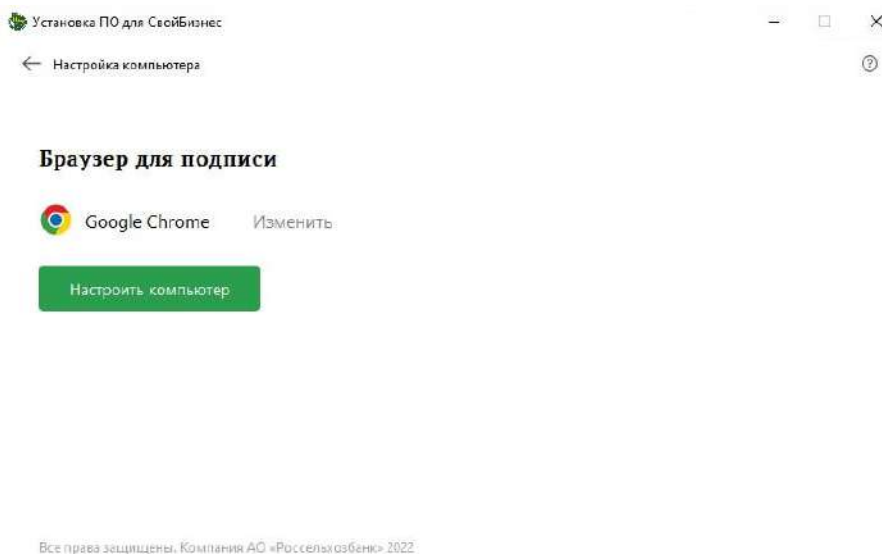 Установка ПО для СвойБизнес
Настройка компьютера
Браузер для подписи
Google Chrome Изменить
Настроить компьютер
Все права защищены. Компания АО «Россельхозбанк» 2022